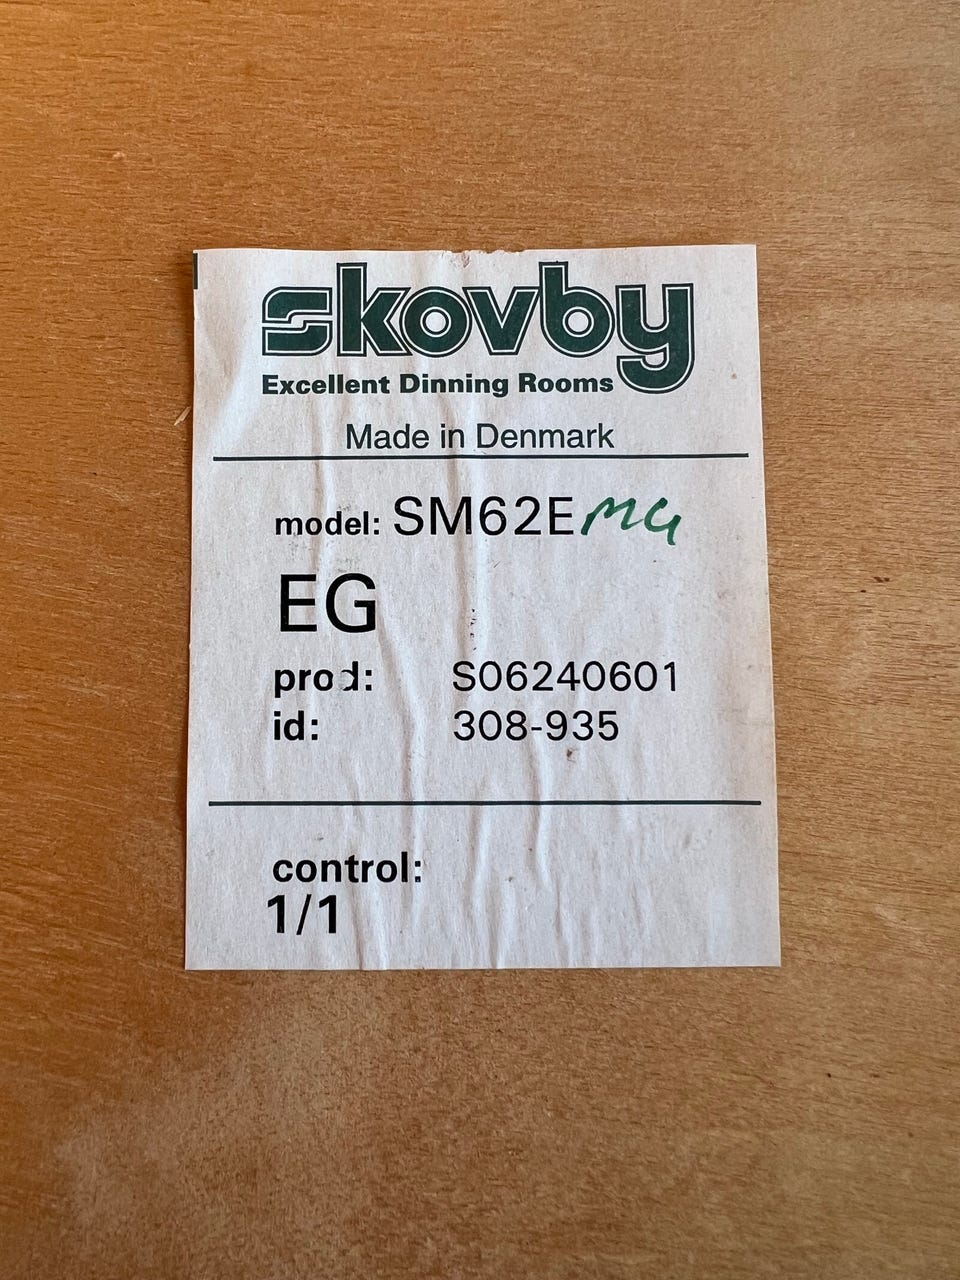 skovby
Excellent Dinning Rooms
Made in Denmark
model: SM62E MG
EG
prod: S06240601
id: 308-935
control:
1/1